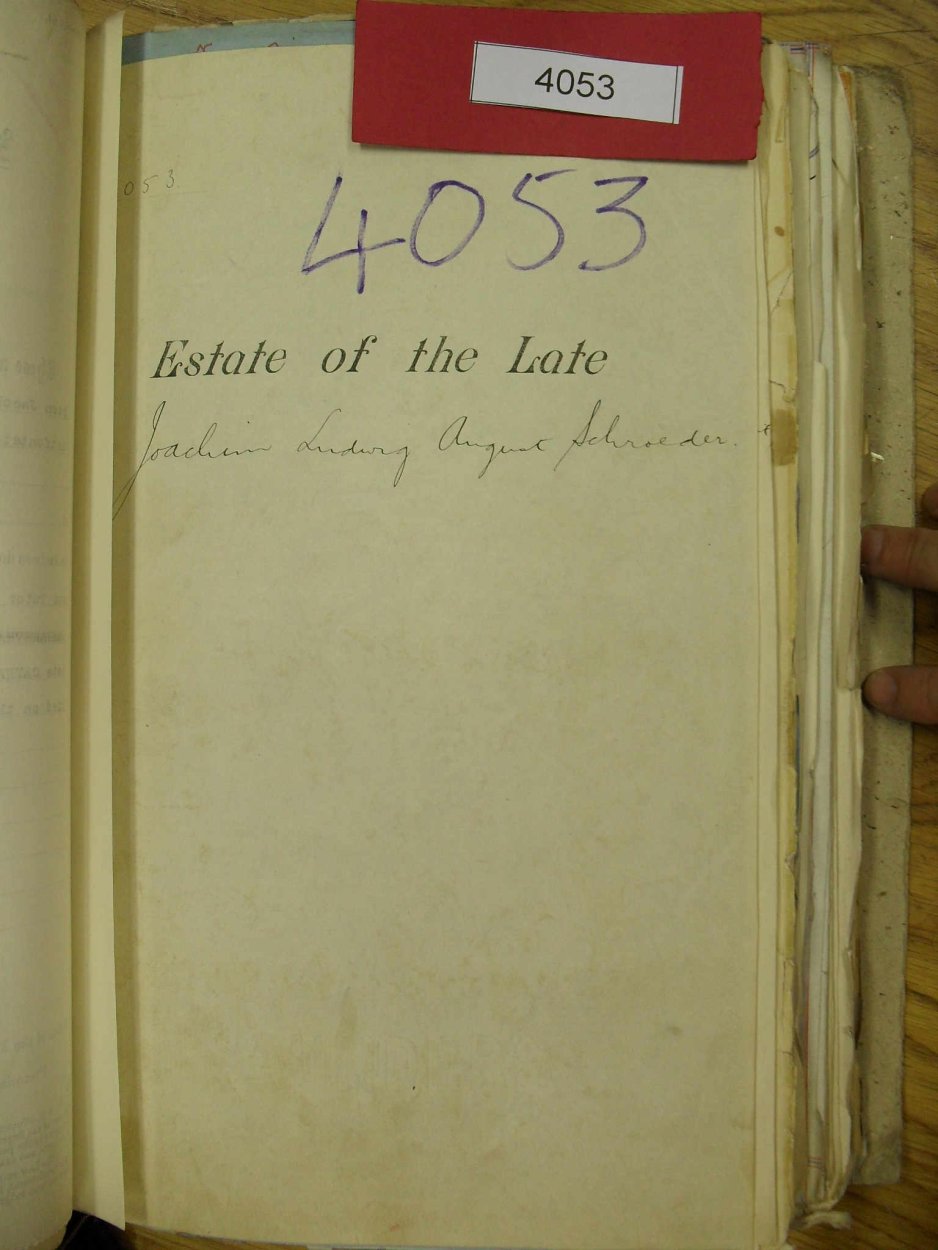 4053
053.
4053
Estate of the Late
Joachim Ludwig August Schroeder.